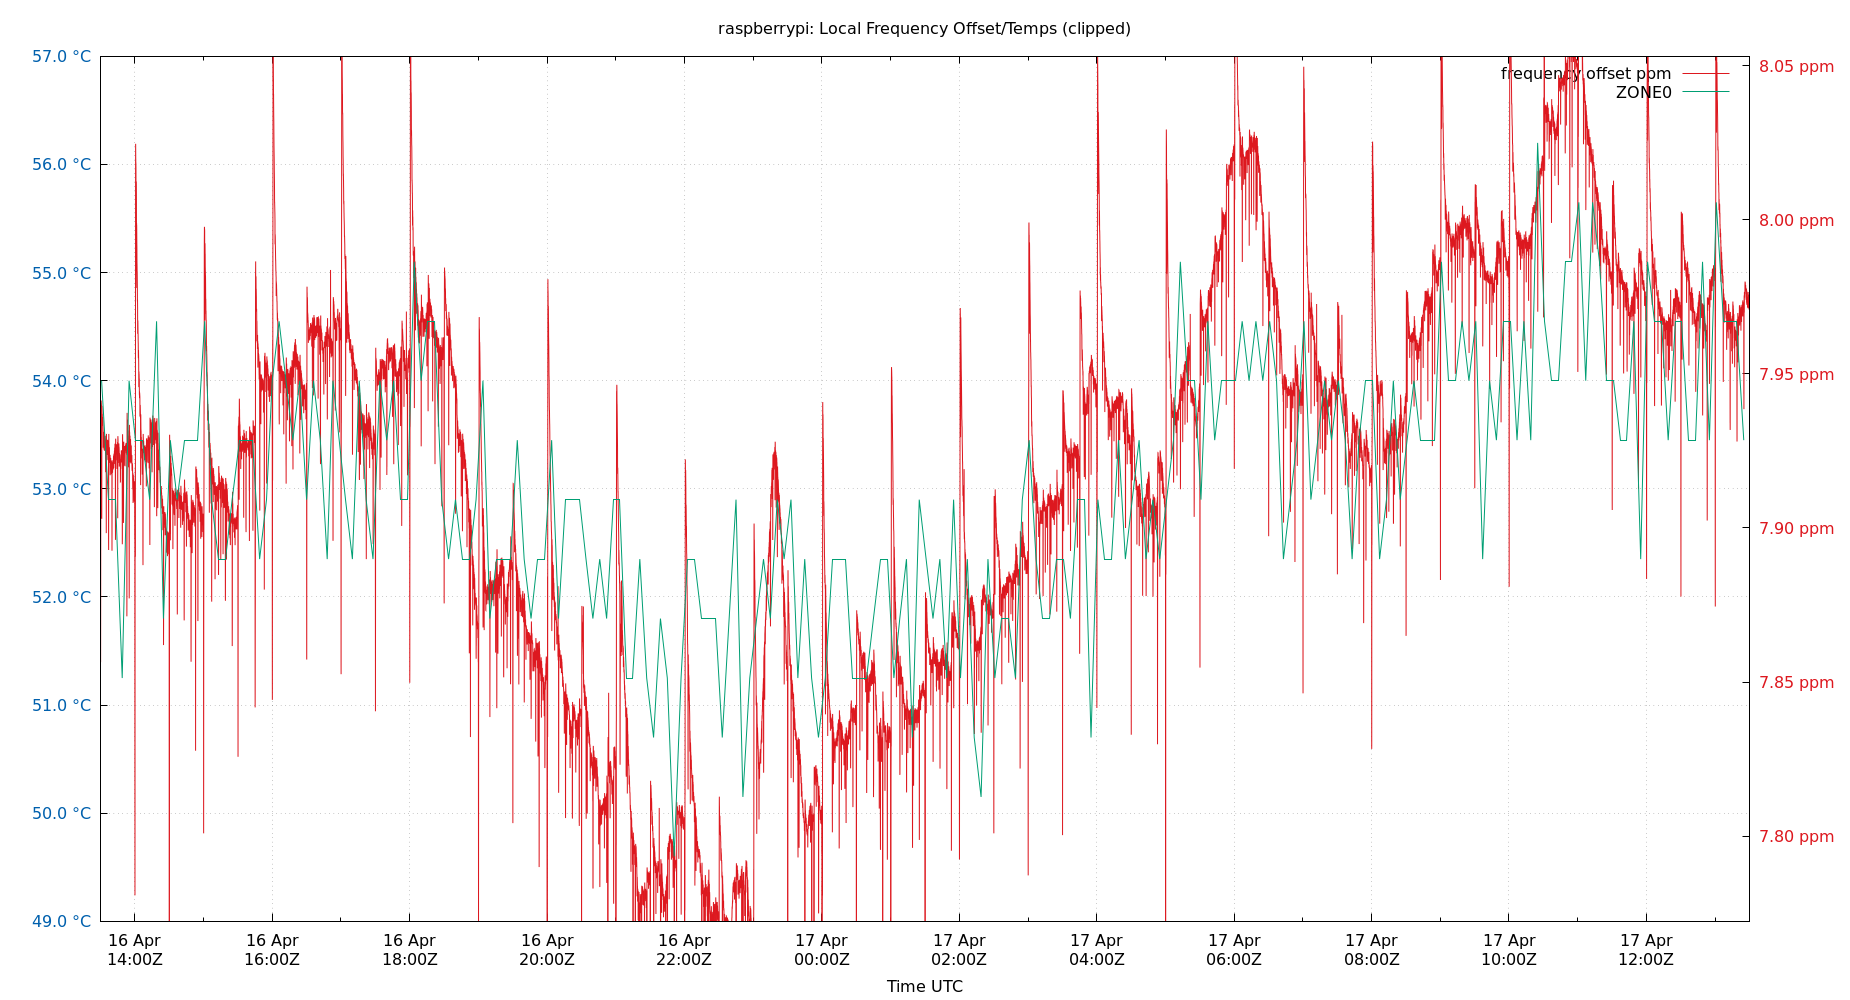 raspberrypi: Local Frequency Offset/Temps (clipped)
57.0 °C
56.0 °C
55.0 °C
54.0 °C
53.0 °C
52.0 °C
51.0 °C
50.0 °C
49.0 °C
frequency offset ppm
ZONE0
8.05 ppm
8.00 ppm
7.95 ppm
7.90 ppm
7.85 ppm
7.80 ppm
16 Apr 16 Apr 16 Apr 16 Apr 16 Apr 17 Apr 17 Apr 17 Apr 17 Apr 17 Apr 17 Apr 17 Apr
14:00Z 16:00Z 18:00Z 20:00Z 22:00Z 00:00Z 02:00Z 04:00Z 06:00Z 08:00Z 10:00Z 12:00Z
Time UTC